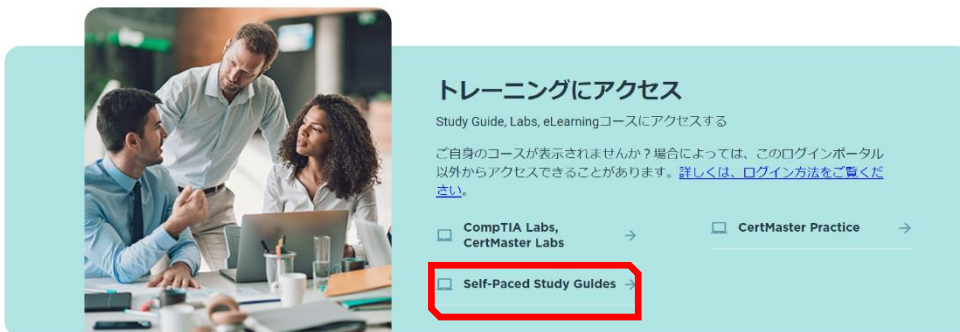 トレーニングにアクセス
Study Guide, Labs, eLearningコースにアクセスする
ご自身のコースが表示されませんか？場合によっては、このログインポータル
以外からアクセスできることがあります。詳しくは、ログイン方法をご覧くだ
さい。
CompTIA Labs,
CertMaster Labs
CertMaster Practice
Self-Paced Study Guides